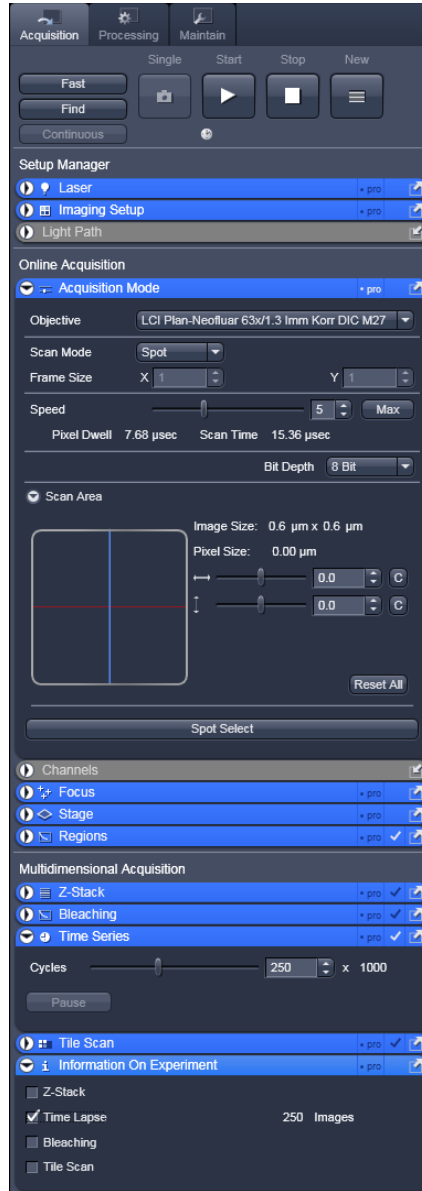 Acquisition Processing Maintain
Single Start Stop New
Fast
Find
Continuous
Setup Manager
Laser • pro
Imaging Setup • pro
Light Path
Online Acquisition
Acquisition Mode • pro
Objective LCI Plan-Neofluar 63x/1.3 Imm Korr DIC M27
Scan Mode Spot
Frame Size X 1 Y 1
Speed 5 Max
Pixel Dwell 7.68 µsec Scan Time 15.36 µsec
Bit Depth 8 Bit
Scan Area
Image Size: 0.6 µm x 0.6 µm
Pixel Size: 0.00 µm
0.0 C
0.0 C
Reset All
Spot Select
Channels
Focus • pro
Stage • pro
Regions • pro
Multidimensional Acquisition
Z-Stack • pro
Bleaching • pro
Time Series • pro
Cycles 250 x 1000
Pause
Tile Scan • pro
i Information On Experiment • pro
Z-Stack
Time Lapse 250 Images
Bleaching
Tile Scan